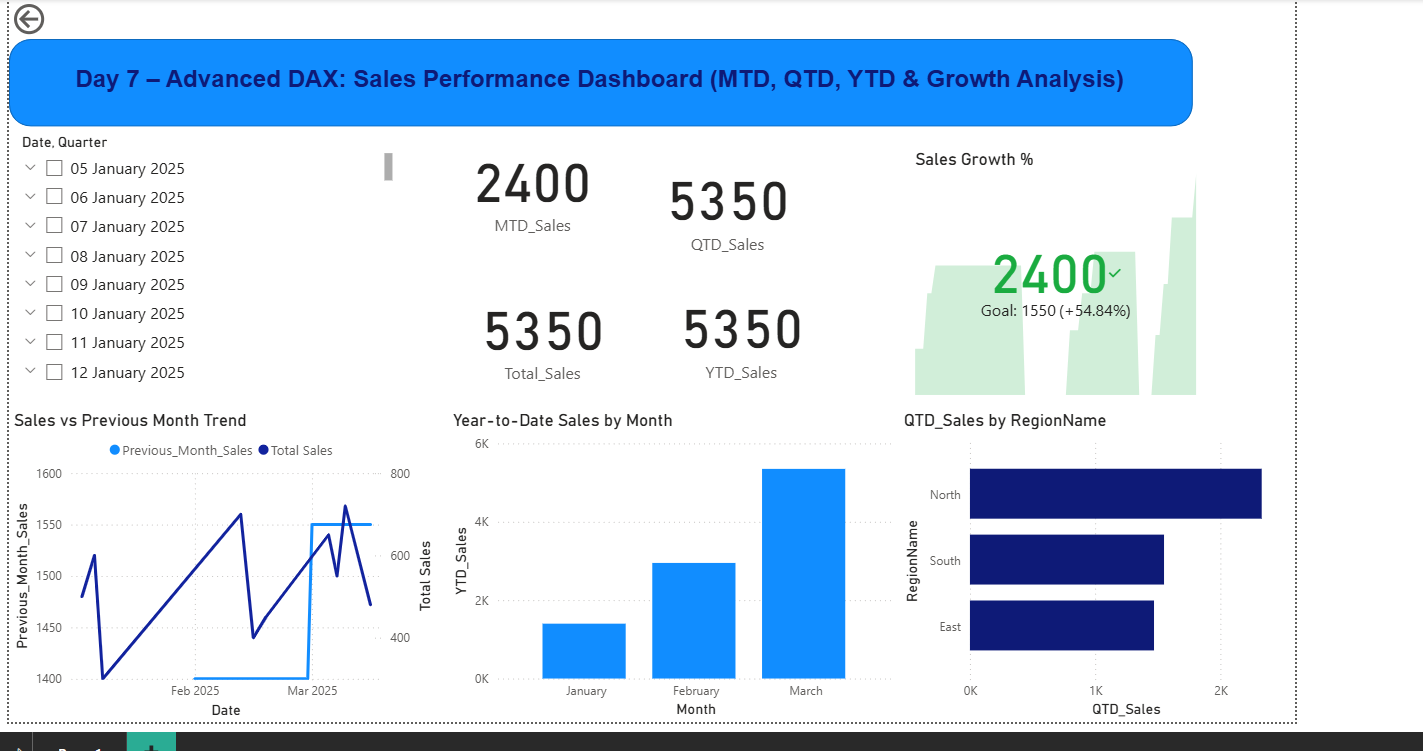 Day 7 – Advanced DAX: Sales Performance Dashboard (MTD, QTD, YTD & Growth Analysis)
Date, Quarter
05 January 2025
06 January 2025
07 January 2025
08 January 2025
09 January 2025
10 January 2025
11 January 2025
12 January 2025
2400
MTD_Sales
5350
QTD_Sales
5350
Total_Sales
5350
YTD_Sales
Sales Growth %
2400
Goal: 1550 (+54.84%)
Sales vs Previous Month Trend
Previous_Month_Sales Total Sales
Previous_Month_Sales
1600
1550
1500
1450
1400
800
600
400
Total Sales
Feb 2025 Mar 2025
Date
Year-to-Date Sales by Month
YTD_Sales
6K
4K
2K
0K
January February March
Month
QTD_Sales by RegionName
RegionName
North
South
East
0K 1K 2K
QTD_Sales